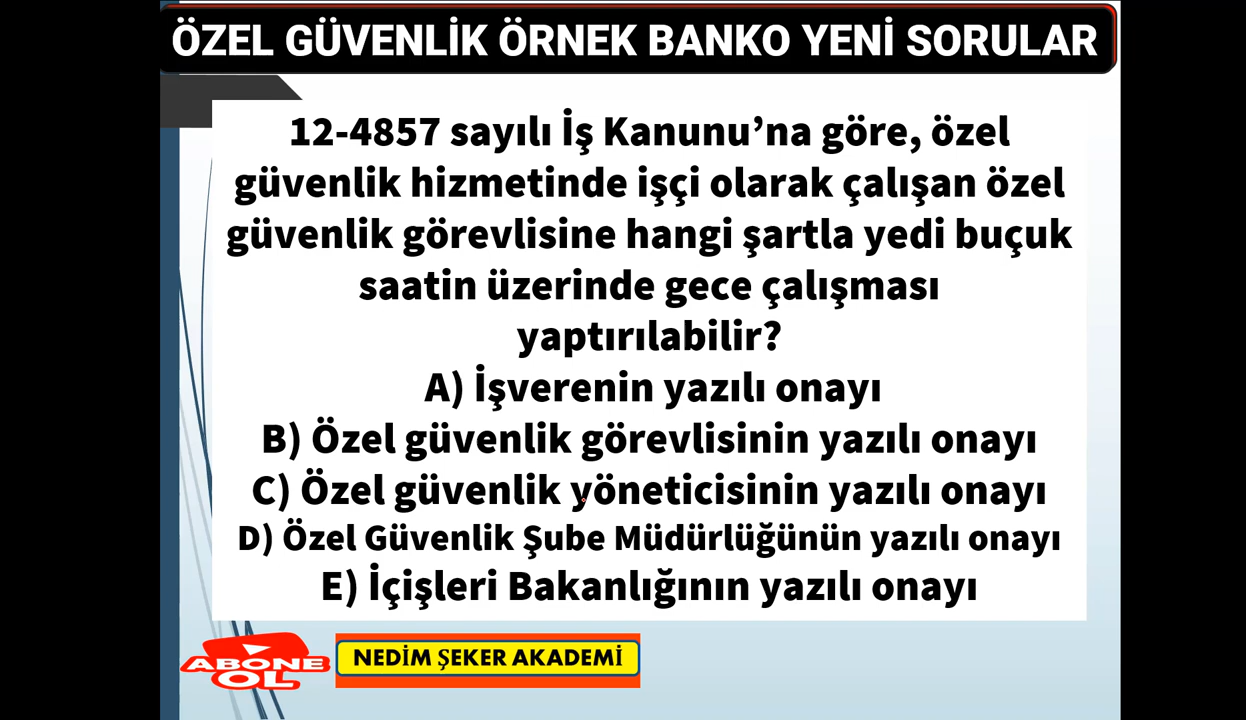 ÖZEL GÜVENLİK ÖRNEK BANKO YENİ SORULAR
12-4857 sayılı İş Kanunu’na göre, özel
güvenlik hizmetinde işçi olarak çalışan özel
güvenlik görevlisine hangi şartla yedi buçuk
saatin üzerinde gece çalışması
yaptırılabilir?
A) İşverenin yazılı onayı
B) Özel güvenlik görevlisinin yazılı onayı
C) Özel güvenlik yöneticisinin yazılı onayı
D) Özel Güvenlik Şube Müdürlüğünün yazılı onayı
E) İçişleri Bakanlığının yazılı onayı
ABONE
OL
NEDİM ŞEKER AKADEMİ